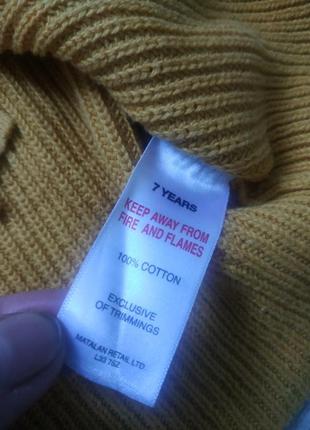 7 YEARS
KEEP AWAY FROM
FIRE AND FLAMES
100% COTTON
EXCLUSIVE
OF TRIMMINGS
MATALAN RETAIL LTD.
L33 7SZ